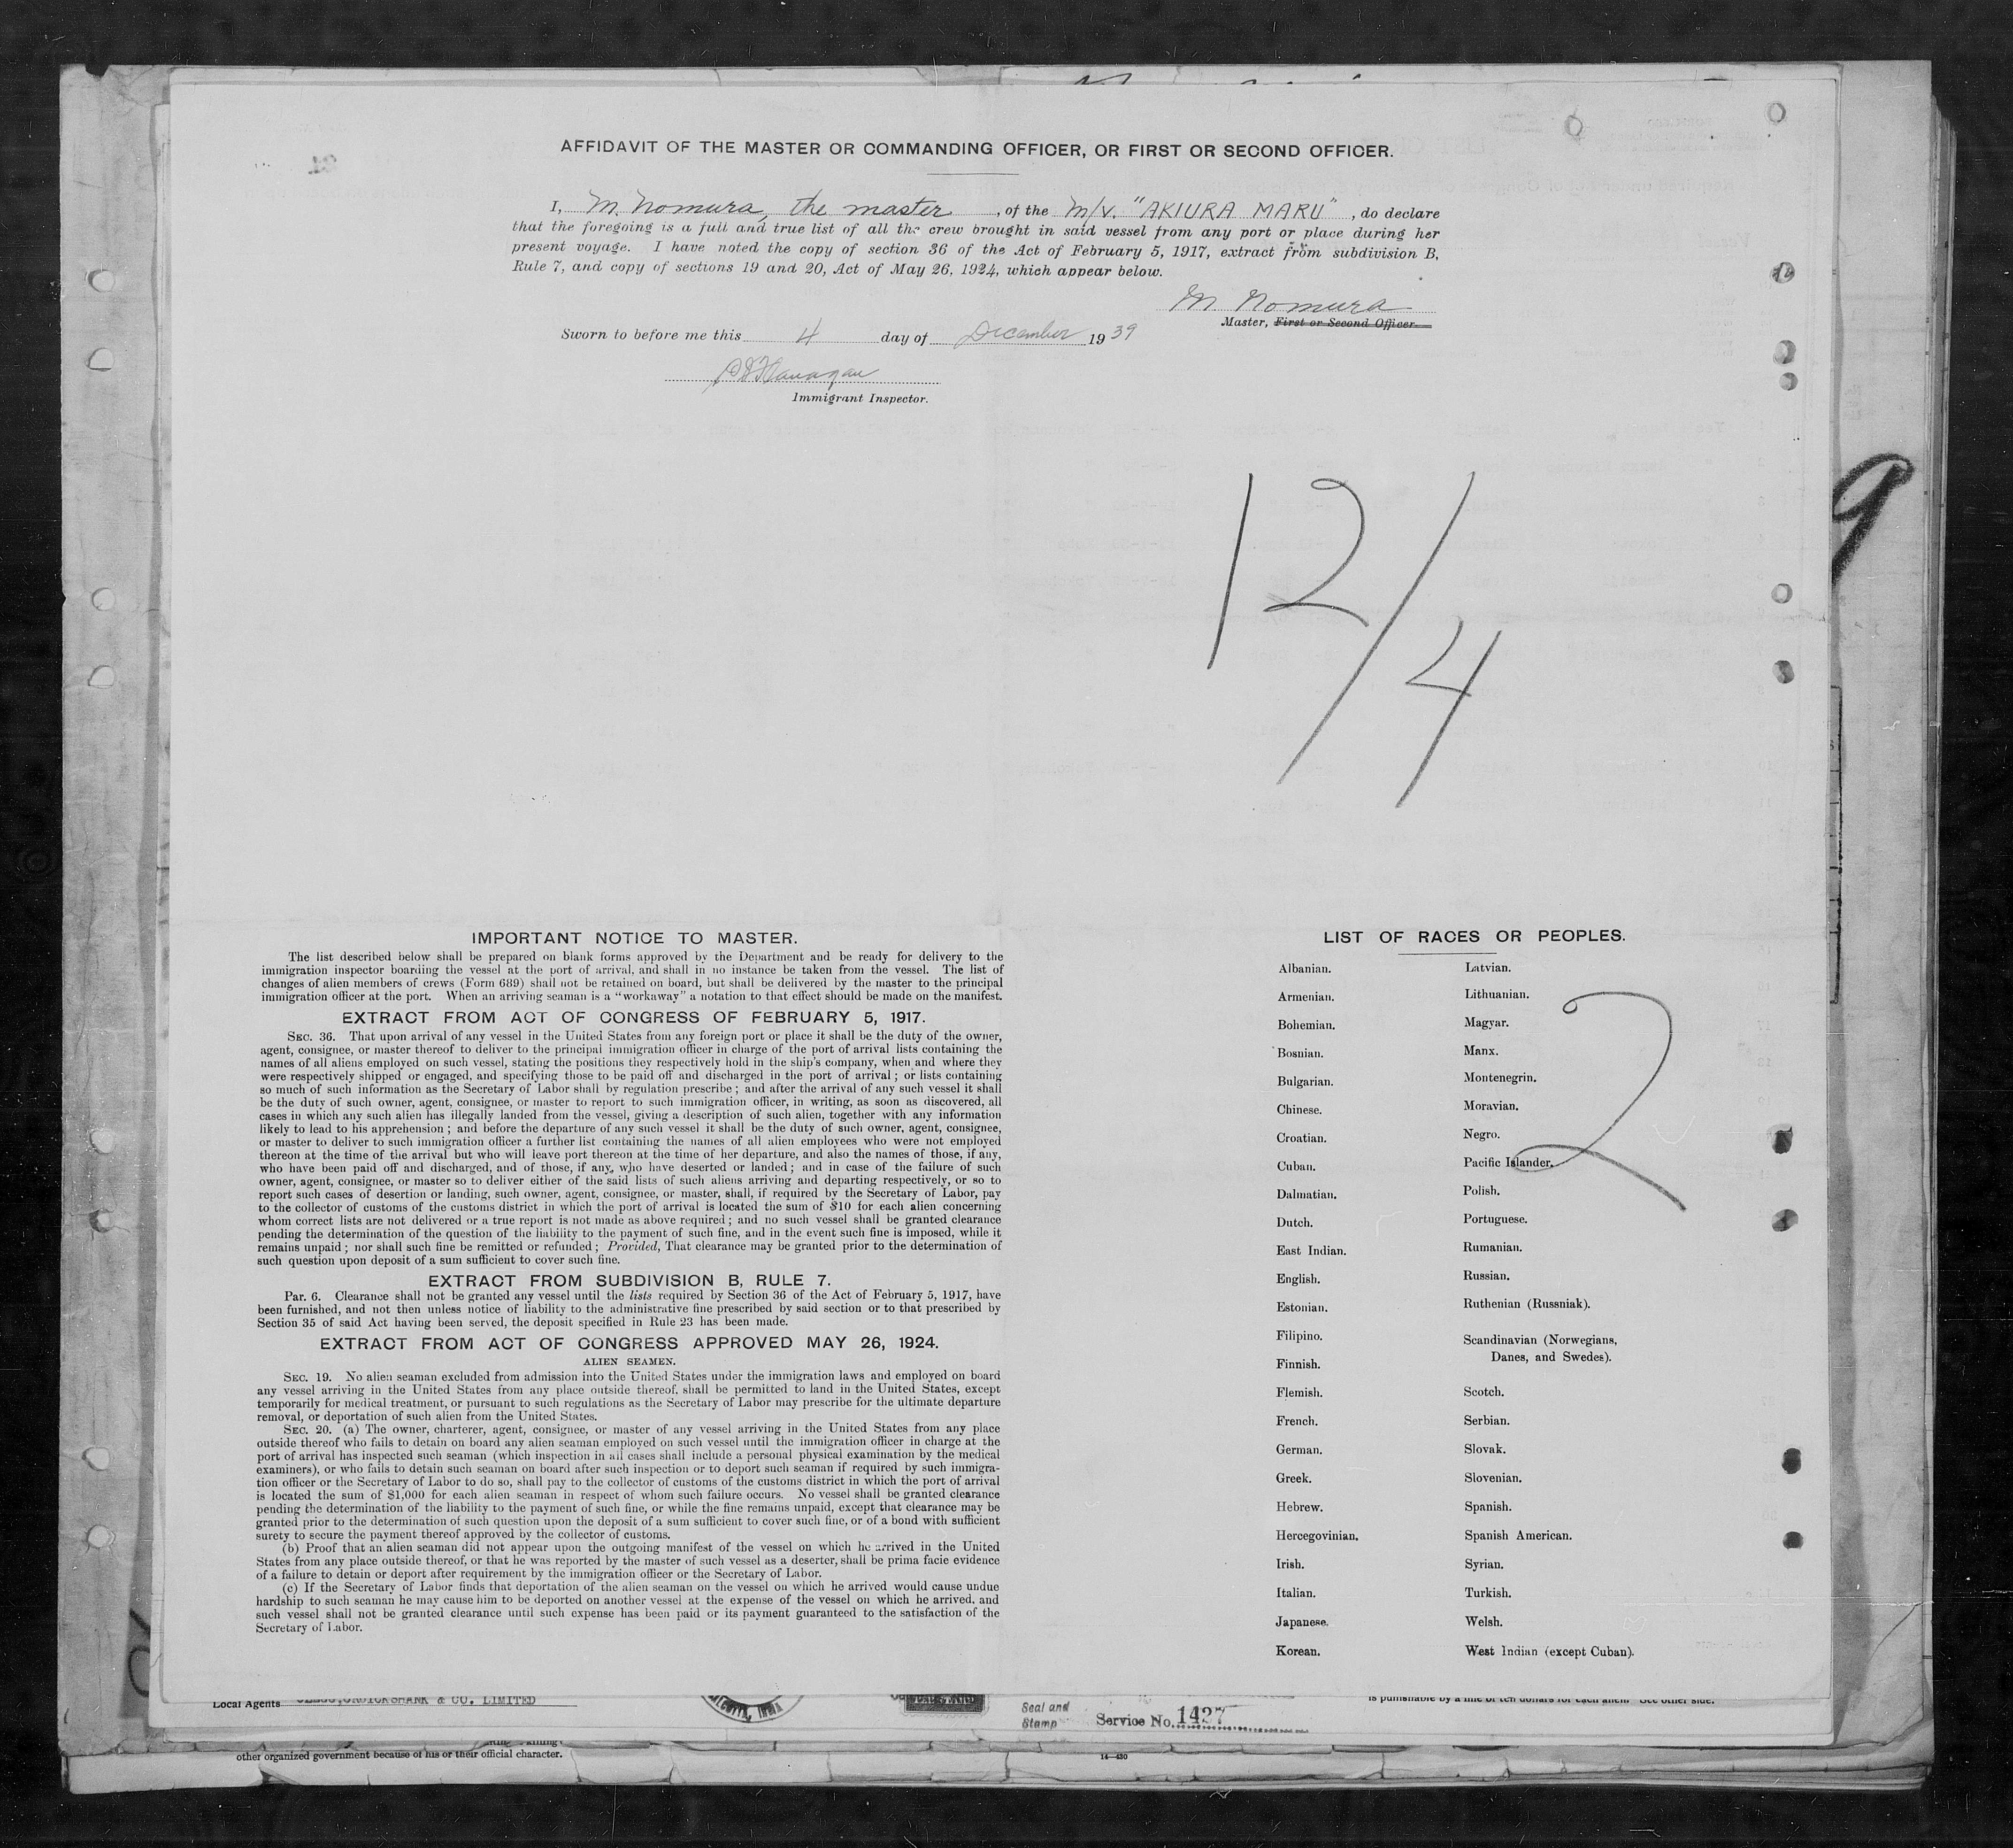 AFFIDAVIT OF THE MASTER OR COMMANDING OFFICER, OR FIRST OR SECOND OFFICER.
I, M. Nomura, the master, of the M/V. "AKIURA MARU", do declare
that the foregoing is a full and true list of all the crew brought in said vessel from any port or place during her
present voyage. I have noted the copy of section 36 of the Act of February 5, 1917, extract from subdivision B,
Rule 7, and copy of sections 19 and 20, Act of May 26, 1924, which appear below.
M. Nomura
Master, First or Second Officer
Sworn to before me this 4 day of December 1939
Flanagan
Immigrant Inspector.
12/4
9
IMPORTANT NOTICE TO MASTER.
The list described below shall be prepared on blank forms approved by the Department and be ready for delivery to the
immigration inspector boarding the vessel at the port of arrival, and shall in no instance be taken from the vessel. The list of
changes of alien members of crews (Form 689) shall not be retained on board, but shall be delivered by the master to the principal
immigration officer at the port. When an arriving seaman is a "workaway" a notation to that effect should be made on the manifest.
EXTRACT FROM ACT OF CONGRESS OF FEBRUARY 5, 1917.
SEC. 36. That upon arrival of any vessel in the United States from any foreign port or place it shall be the duty of the owner,
agent, consignee, or master thereof to deliver to the principal immigration officer in charge of the port of arrival lists containing the
names of all aliens employed on such vessel, stating the positions they respectively hold in the ship's company, when and where they
were respectively shipped or engaged, and specifying those to be paid off and discharged in the port of arrival; or lists containing
so much of such information as the Secretary of Labor shall by regulation prescribe; and after the arrival of any such vessel it shall
be the duty of such owner, agent, consignee, or master to report to such immigration officer, in writing, as soon as discovered, all
cases in which any such alien has illegally landed from the vessel, giving a description of such alien, together with any information
likely to lead to his apprehension; and before the departure of any such vessel it shall be the duty of such owner, agent, consignee,
or master to deliver to such immigration officer a further list containing the names of all alien employees who were not employed
thereon at the time of the arrival but who will leave port thereon at the time of her departure, and also the names of those, if any,
who have been paid off and discharged, and of those, if any, who have deserted or landed; and in case of the failure of such
owner, agent, consignee, or master so to deliver either of the said lists of such aliens arriving and departing respectively, or so to
report such cases of desertion or landing, such owner, agent, consignee, or master, shall, if required by the Secretary of Labor, pay
to the collector of customs of the customs district in which the port of arrival is located the sum of $10 for each alien concerning
whom correct lists are not delivered or a true report is not made as above required; and no such vessel shall be granted clearance
pending the determination of the question of the liability to the payment of such fine, and in the event such fine is imposed, while it
remains unpaid; nor shall such fine be remitted or refunded; Provided, That clearance may be granted prior to the determination of
such question upon deposit of a sum sufficient to cover such fine.
EXTRACT FROM SUBDIVISION B, RULE 7.
Par. 6. Clearance shall not be granted any vessel until the lists required by Section 36 of the Act of February 5, 1917, have
been furnished, and not then unless notice of liability to the administrative fine prescribed by said section or to that prescribed by
Section 35 of said Act having been served, the deposit specified in Rule 23 has been made.
EXTRACT FROM ACT OF CONGRESS APPROVED MAY 26, 1924.
ALIEN SEAMEN.
SEC. 19. No alien seaman excluded from admission into the United States under the immigration laws and employed on board
any vessel arriving in the United States from any place outside thereof, shall be permitted to land in the United States, except
temporarily for medical treatment, or pursuant to such regulations as the Secretary of Labor may prescribe for the ultimate departure
removal, or deportation of such alien from the United States.
SEC. 20. (a) The owner, charterer, agent, consignee, or master of any vessel arriving in the United States from any place
outside thereof who fails to detain on board any alien seaman employed on such vessel until the immigration officer in charge at the
port of arrival has inspected such seaman (which inspection in all cases shall include a personal physical examination by the medical
examiners), or who fails to detain such seaman on board after such inspection or to deport such seaman if required by such immigra-
tion officer or the Secretary of Labor to do so, shall pay to the collector of customs of the customs district in which the port of arrival
is located the sum of $1,000 for each alien seaman in respect of whom such failure occurs. No vessel shall be granted clearance
pending the determination of the liability to the payment of such fine, or while the fine remains unpaid, except that clearance may be
granted prior to the determination of such question upon the deposit of a sum sufficient to cover such fine, or of a bond with sufficient
surety to secure the payment thereof approved by the collector of customs.
(b) Proof that an alien seaman did not appear upon the outgoing manifest of the vessel on which he arrived in the United
States from any place outside thereof, or that he was reported by the master of such vessel as a deserter, shall be prima facie evidence
of a failure to detain or deport after requirement by the immigration officer or the Secretary of Labor.
(c) If the Secretary of Labor finds that deportation of the alien seaman on the vessel on which he arrived would cause undue
hardship to such seaman he may cause him to be deported on another vessel at the expense of the vessel on which he arrived, and
such vessel shall not be granted clearance until such expense has been paid or its payment guaranteed to the satisfaction of the
Secretary of Labor.
LIST OF RACES OR PEOPLES.
Albanian.
Armenian.
Bohemian.
Bosnian.
Bulgarian.
Chinese.
Croatian.
Cuban.
Dalmatian.
Dutch.
East Indian.
English.
Estonian.
Filipino.
Finnish.
Flemish.
French.
German.
Greek.
Hebrew.
Hercegovinian.
Irish.
Italian.
Japanese.
Korean.
Latvian.
Lithuanian.
Magyar.
Manx.
Montenegrin.
Moravian.
Negro.
Pacific Islander.
Polish.
Portuguese.
Rumanian.
Russian.
Ruthenian (Russniak).
Scandinavian (Norwegians,
Danes, and Swedes).
Scotch.
Serbian.
Slovak.
Slovenian.
Spanish.
Spanish American.
Syrian.
Turkish.
Welsh.
West Indian (except Cuban).
2
Local Agents & CO. LIMITED
CALCUTTA, INDIA
Seal and
Stamp
Service No. 1427
is punishable by a fine of ten dollars for each alien. See other side.
other organized government because of his or their official character.
14—430